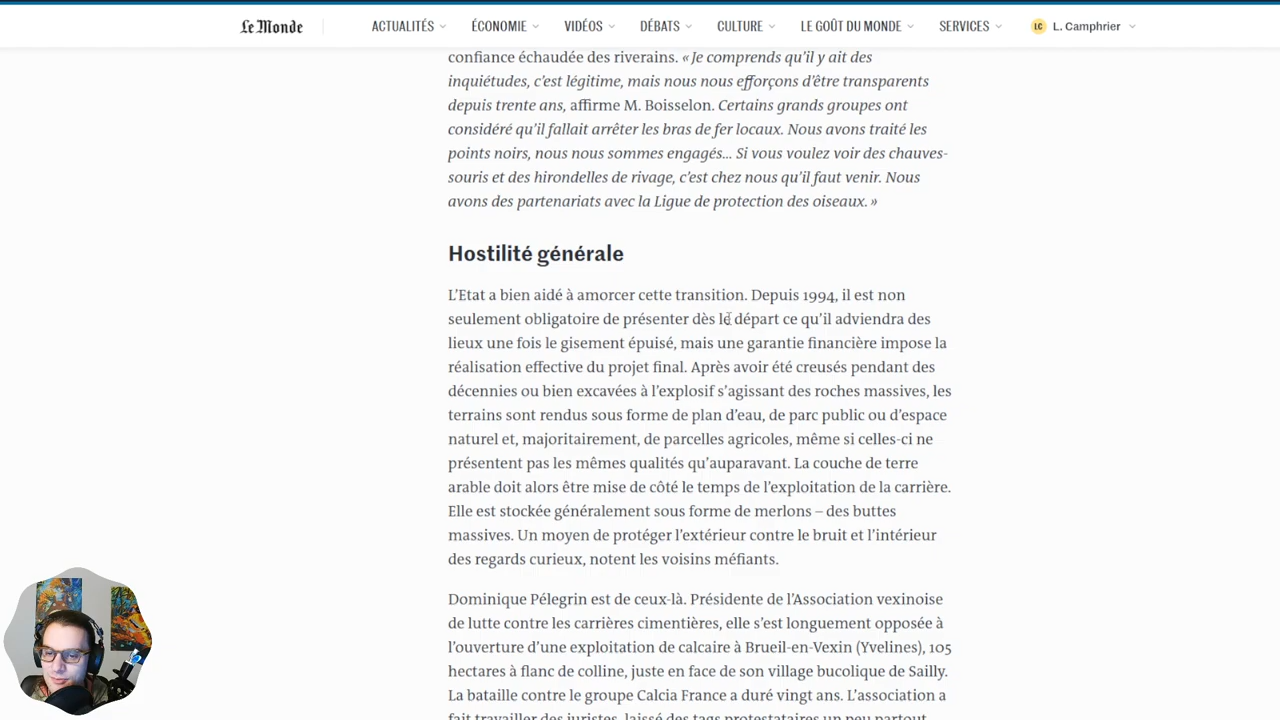 Le Monde
ACTUALITÉS
ÉCONOMIE
VIDÉOS
DÉBATS
CULTURE
LE GOÛT DU MONDE
SERVICES
LC L. Camphrier
confiance échaudée des riverains. « Je comprends qu’il y ait des
inquiétudes, c’est légitime, mais nous nous efforçons d’être transparents
depuis trente ans, affirme M. Boisselon. Certains grands groupes ont
considéré qu’il fallait arrêter les bras de fer locaux. Nous avons traité les
points noirs, nous nous sommes engagés… Si vous voulez voir des chauves-
souris et des hirondelles de rivage, c’est chez nous qu’il faut venir. Nous
avons des partenariats avec la Ligue de protection des oiseaux. »
Hostilité générale
L’Etat a bien aidé à amorcer cette transition. Depuis 1994, il est non
seulement obligatoire de présenter dès le départ ce qu’il adviendra des
lieux une fois le gisement épuisé, mais une garantie financière impose la
réalisation effective du projet final. Après avoir été creusés pendant des
décennies ou bien excavées à l’explosif s’agissant des roches massives, les
terrains sont rendus sous forme de plan d’eau, de parc public ou d’espace
naturel et, majoritairement, de parcelles agricoles, même si celles-ci ne
présentent pas les mêmes qualités qu’auparavant. La couche de terre
arable doit alors être mise de côté le temps de l’exploitation de la carrière.
Elle est stockée généralement sous forme de merlons – des buttes
massives. Un moyen de protéger l’extérieur contre le bruit et l’intérieur
des regards curieux, notent les voisins méfiants.
Dominique Pélegrin est de ceux-là. Présidente de l’Association vexinoise
de lutte contre les carrières cimentières, elle s’est longuement opposée à
l’ouverture d’une exploitation de calcaire à Brueil-en-Vexin (Yvelines), 105
hectares à flanc de colline, juste en face de son village bucolique de Sailly.
La bataille contre le groupe Calcia France a duré vingt ans. L’association a
fait travailler des juristes, laissé des tags protestataires un peu partout